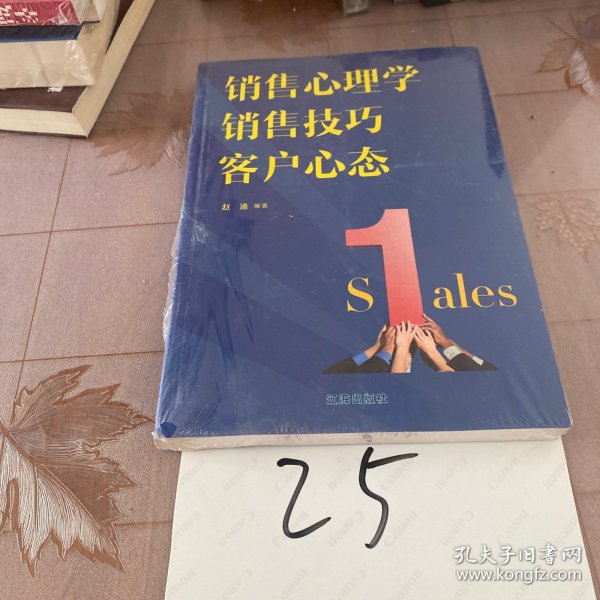 销售心理学
销售技巧
客户心态
赵 迪 编著
S1ales
辽海出版社
25
孔夫子旧书网
www.kongfz.com